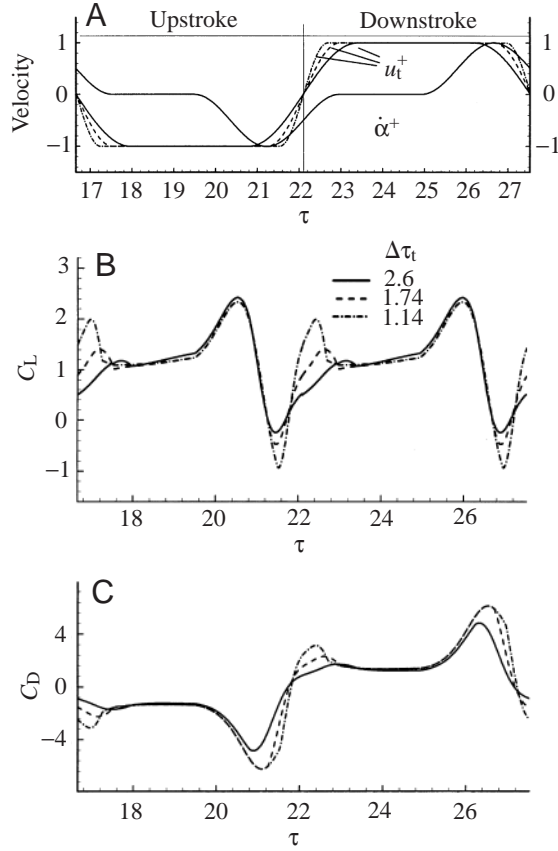 A
Upstroke Downstroke
Velocity
1
0
−1
1
0
−1
u_t^+
α̇^+
17 18 19 20 21 22 23 24 25 26 27
τ
B
Δτ_t
2.6
1.74
1.14
C_L
3
2
1
0
−1
18 20 22 24 26
τ
C
C_D
4
0
−4
18 20 22 24 26
τ